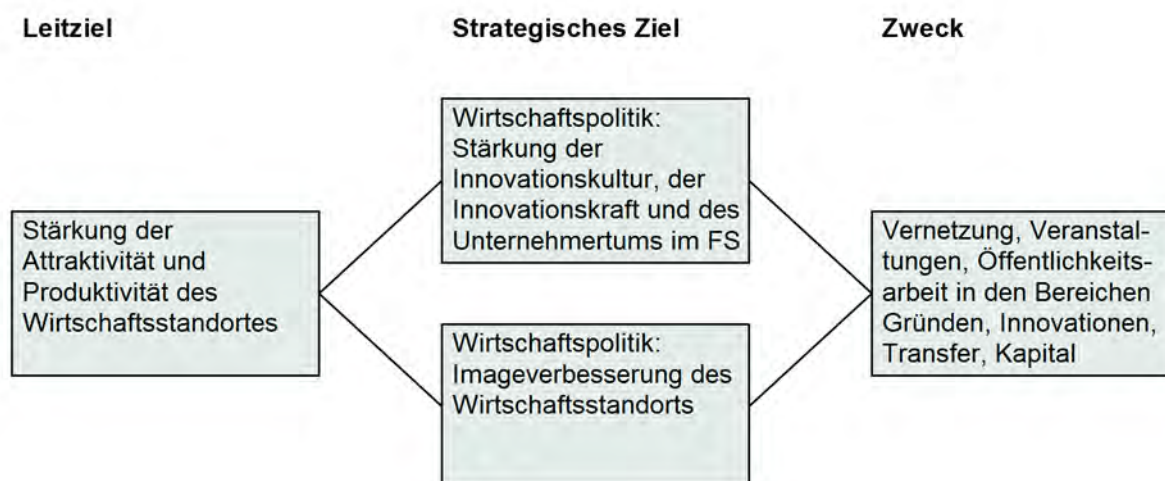 Leitziel
Strategisches Ziel
Zweck
Stärkung der
Attraktivität und
Produktivität des
Wirtschaftsstandortes
Wirtschaftspolitik:
Stärkung der
Innovationskultur, der
Innovationskraft und des
Unternehmertums im FS
Wirtschaftspolitik:
Imageverbesserung des
Wirtschaftsstandorts
Vernetzung, Veranstal-
tungen, Öffentlichkeits-
arbeit in den Bereichen
Gründen, Innovationen,
Transfer, Kapital